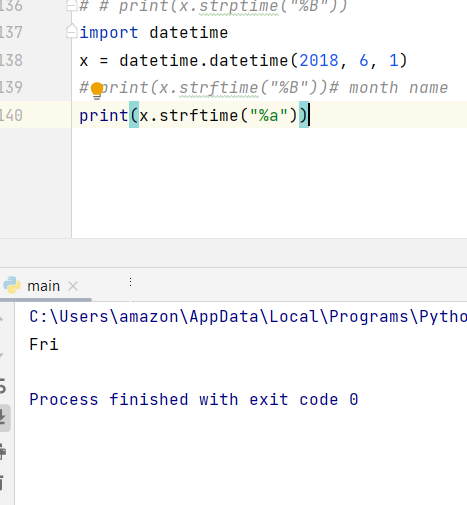 136 # # print(x.strptime("%B"))
137 import datetime
138 x = datetime.datetime(2018, 6, 1)
139 # print(x.strftime("%B"))# month name
140 print(x.strftime("%a"))
main
C:\Users\amazon\AppData\Local\Programs\Pytho
Fri
Process finished with exit code 0